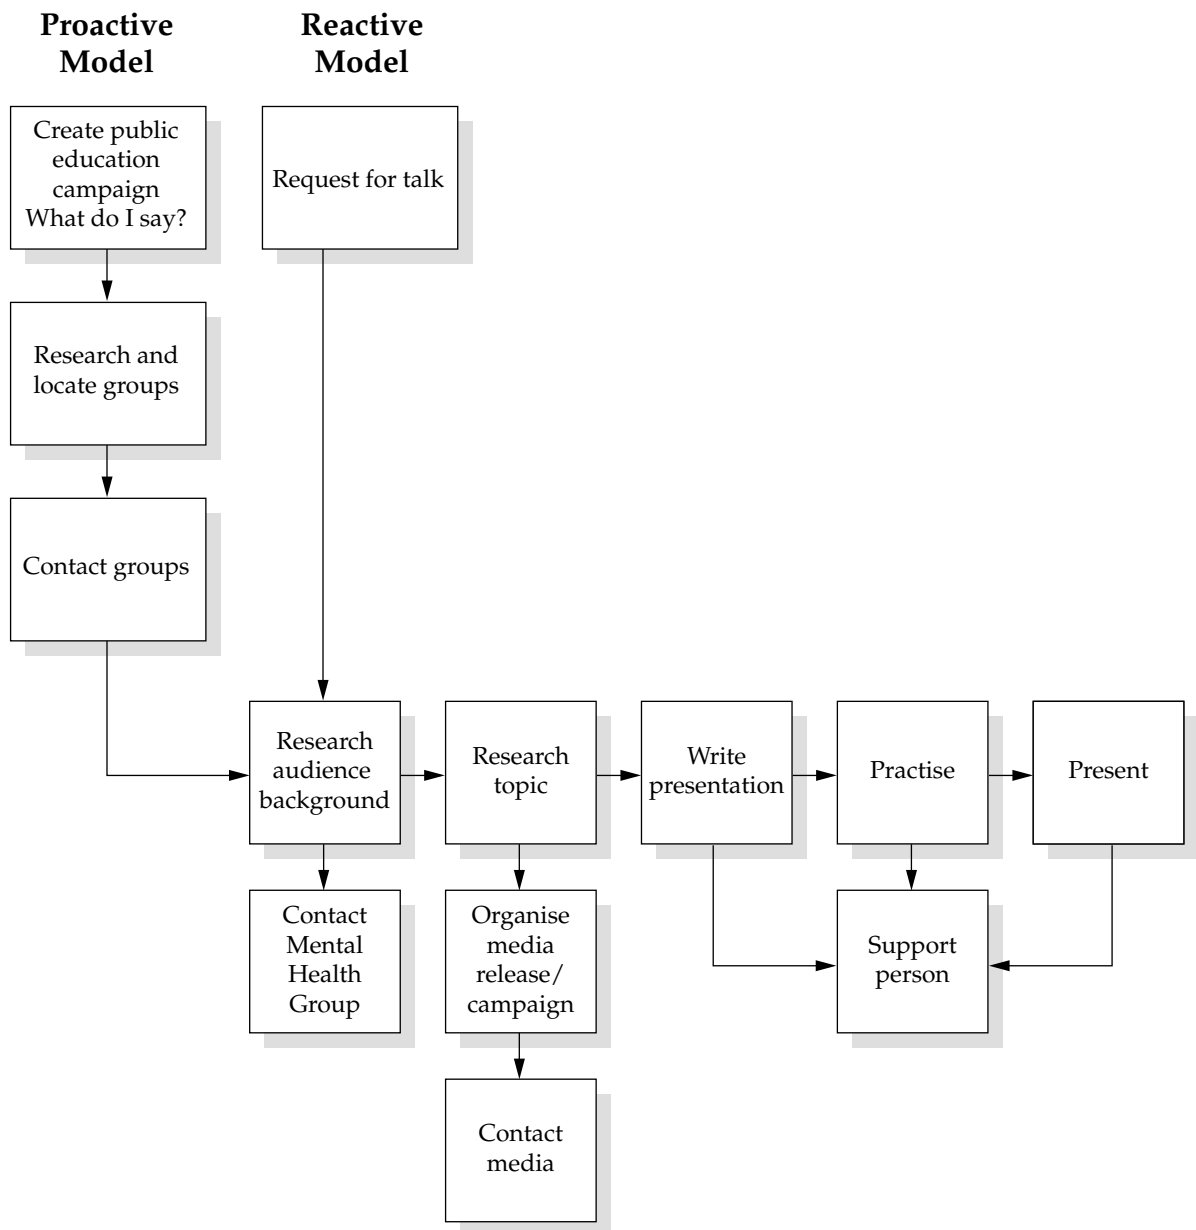 Proactive
Model
Reactive
Model
Create public
education
campaign
What do I say?
Request for talk
Research and
locate groups
Contact groups
Research
audience
background
Research
topic
Write
presentation
Practise
Present
Contact
Mental
Health
Group
Organise
media
release/
campaign
Support
person
Contact
media